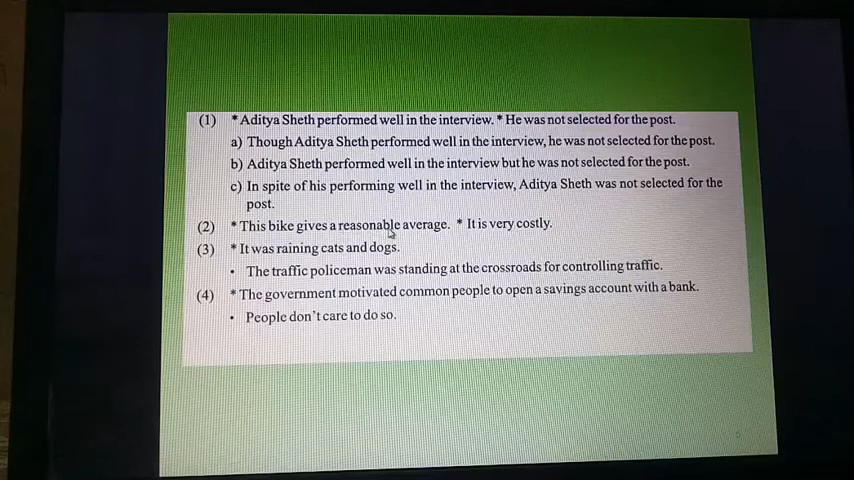 (1) * Aditya Sheth performed well in the interview. * He was not selected for the post.
a) Though Aditya Sheth performed well in the interview, he was not selected for the post.
b) Aditya Sheth performed well in the interview but he was not selected for the post.
c) In spite of his performing well in the interview, Aditya Sheth was not selected for the
post.
(2) * This bike gives a reasonable average. * It is very costly.
(3) * It was raining cats and dogs.
• The traffic policeman was standing at the crossroads for controlling traffic.
(4) * The government motivated common people to open a savings account with a bank.
• People don't care to do so.